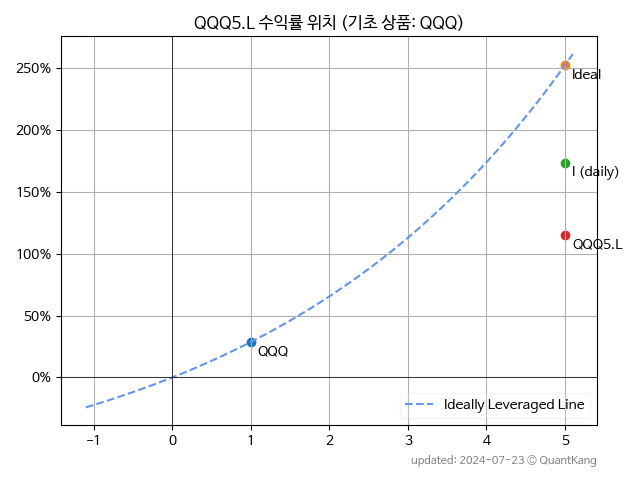 QQQ5.L 수익률 위치 (기초 상품: QQQ)
250%
200%
150%
100%
50%
0%
Ideal
I (daily)
QQQ5.L
QQQ
Ideally Leveraged Line
−1
0
1
2
3
4
5
updated: 2024-07-23 © QuantKang